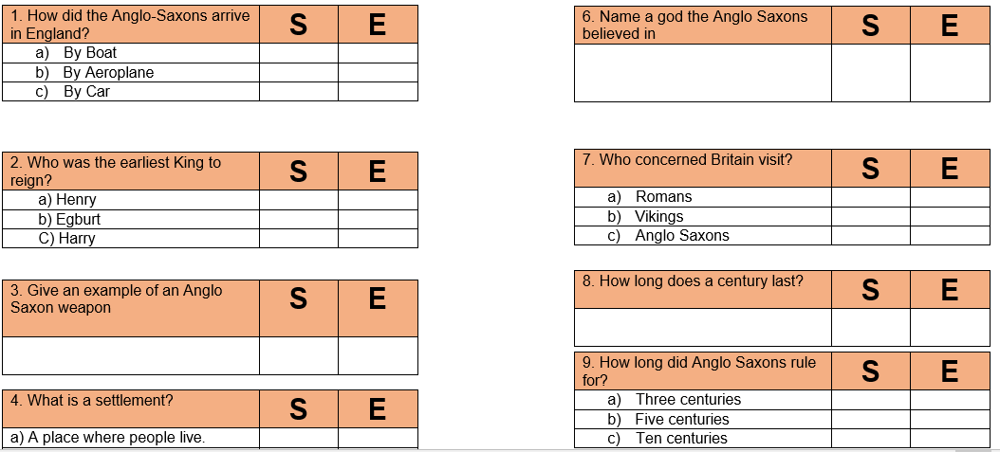 1. How did the Anglo-Saxons arrive
in England?
S E
a) By Boat
b) By Aeroplane
c) By Car
2. Who was the earliest King to
reign?
S E
a) Henry
b) Egburt
C) Harry
3. Give an example of an Anglo
Saxon weapon
S E
4. What is a settlement?
S E
a) A place where people live.
6. Name a god the Anglo Saxons
believed in
S E
7. Who concerned Britain visit?
S E
a) Romans
b) Vikings
c) Anglo Saxons
8. How long does a century last?
S E
9. How long did Anglo Saxons rule
for?
S E
a) Three centuries
b) Five centuries
c) Ten centuries